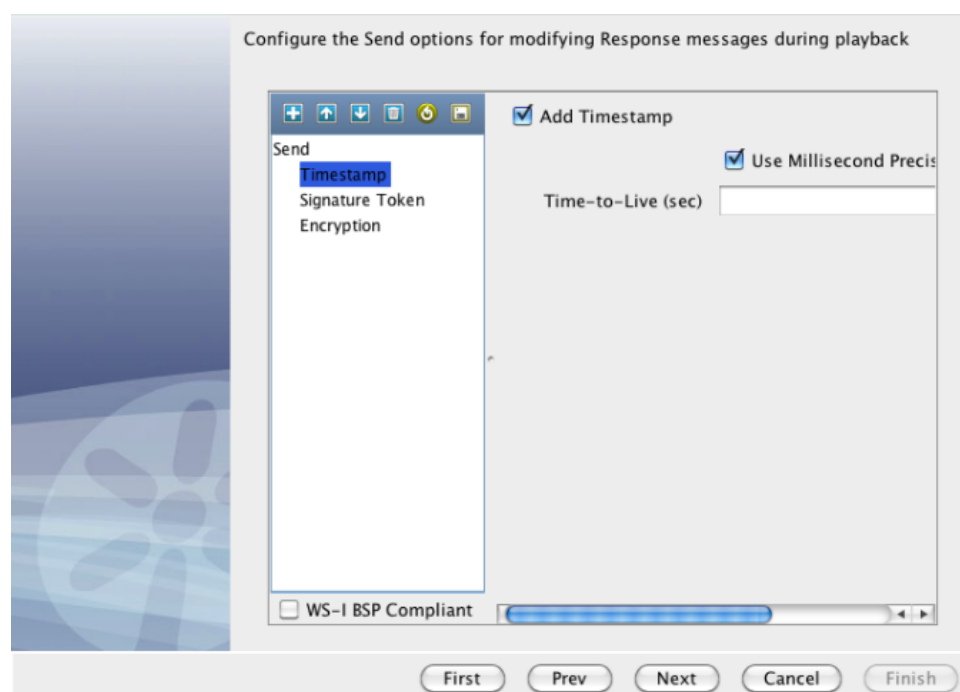 Configure the Send options for modifying Response messages during playback
Add Timestamp
Send
Use Millisecond Precis
Timestamp
Signature Token
Time-to-Live (sec)
Encryption
WS-I BSP Compliant
First
Prev
Next
Cancel
Finish